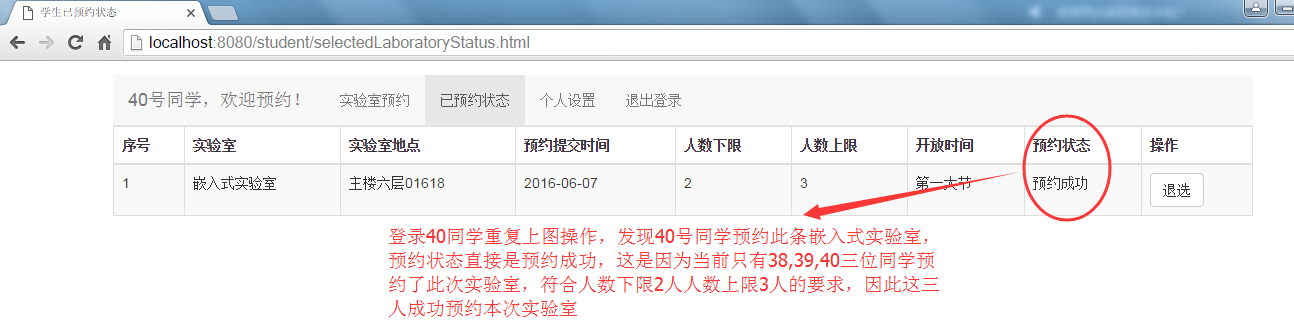 学生已预约状态
localhost:8080/student/selectedLaboratoryStatus.html
40号同学，欢迎预约！ 实验室预约 已预约状态 个人设置 退出登录
序号 实验室 实验室地点 预约提交时间 人数下限 人数上限 开放时间 预约状态 操作
1 嵌入式实验室 主楼六层01618 2016-06-07 2 3 第一大节 预约成功 退选
登录40同学重复上图操作，发现40号同学预约此条嵌入式实验室，
预约状态直接是预约成功，这是因为当前只有38,39,40三位同学预
约了此次实验室，符合人数下限2人人数上限3人的要求，因此这三
人成功预约本次实验室